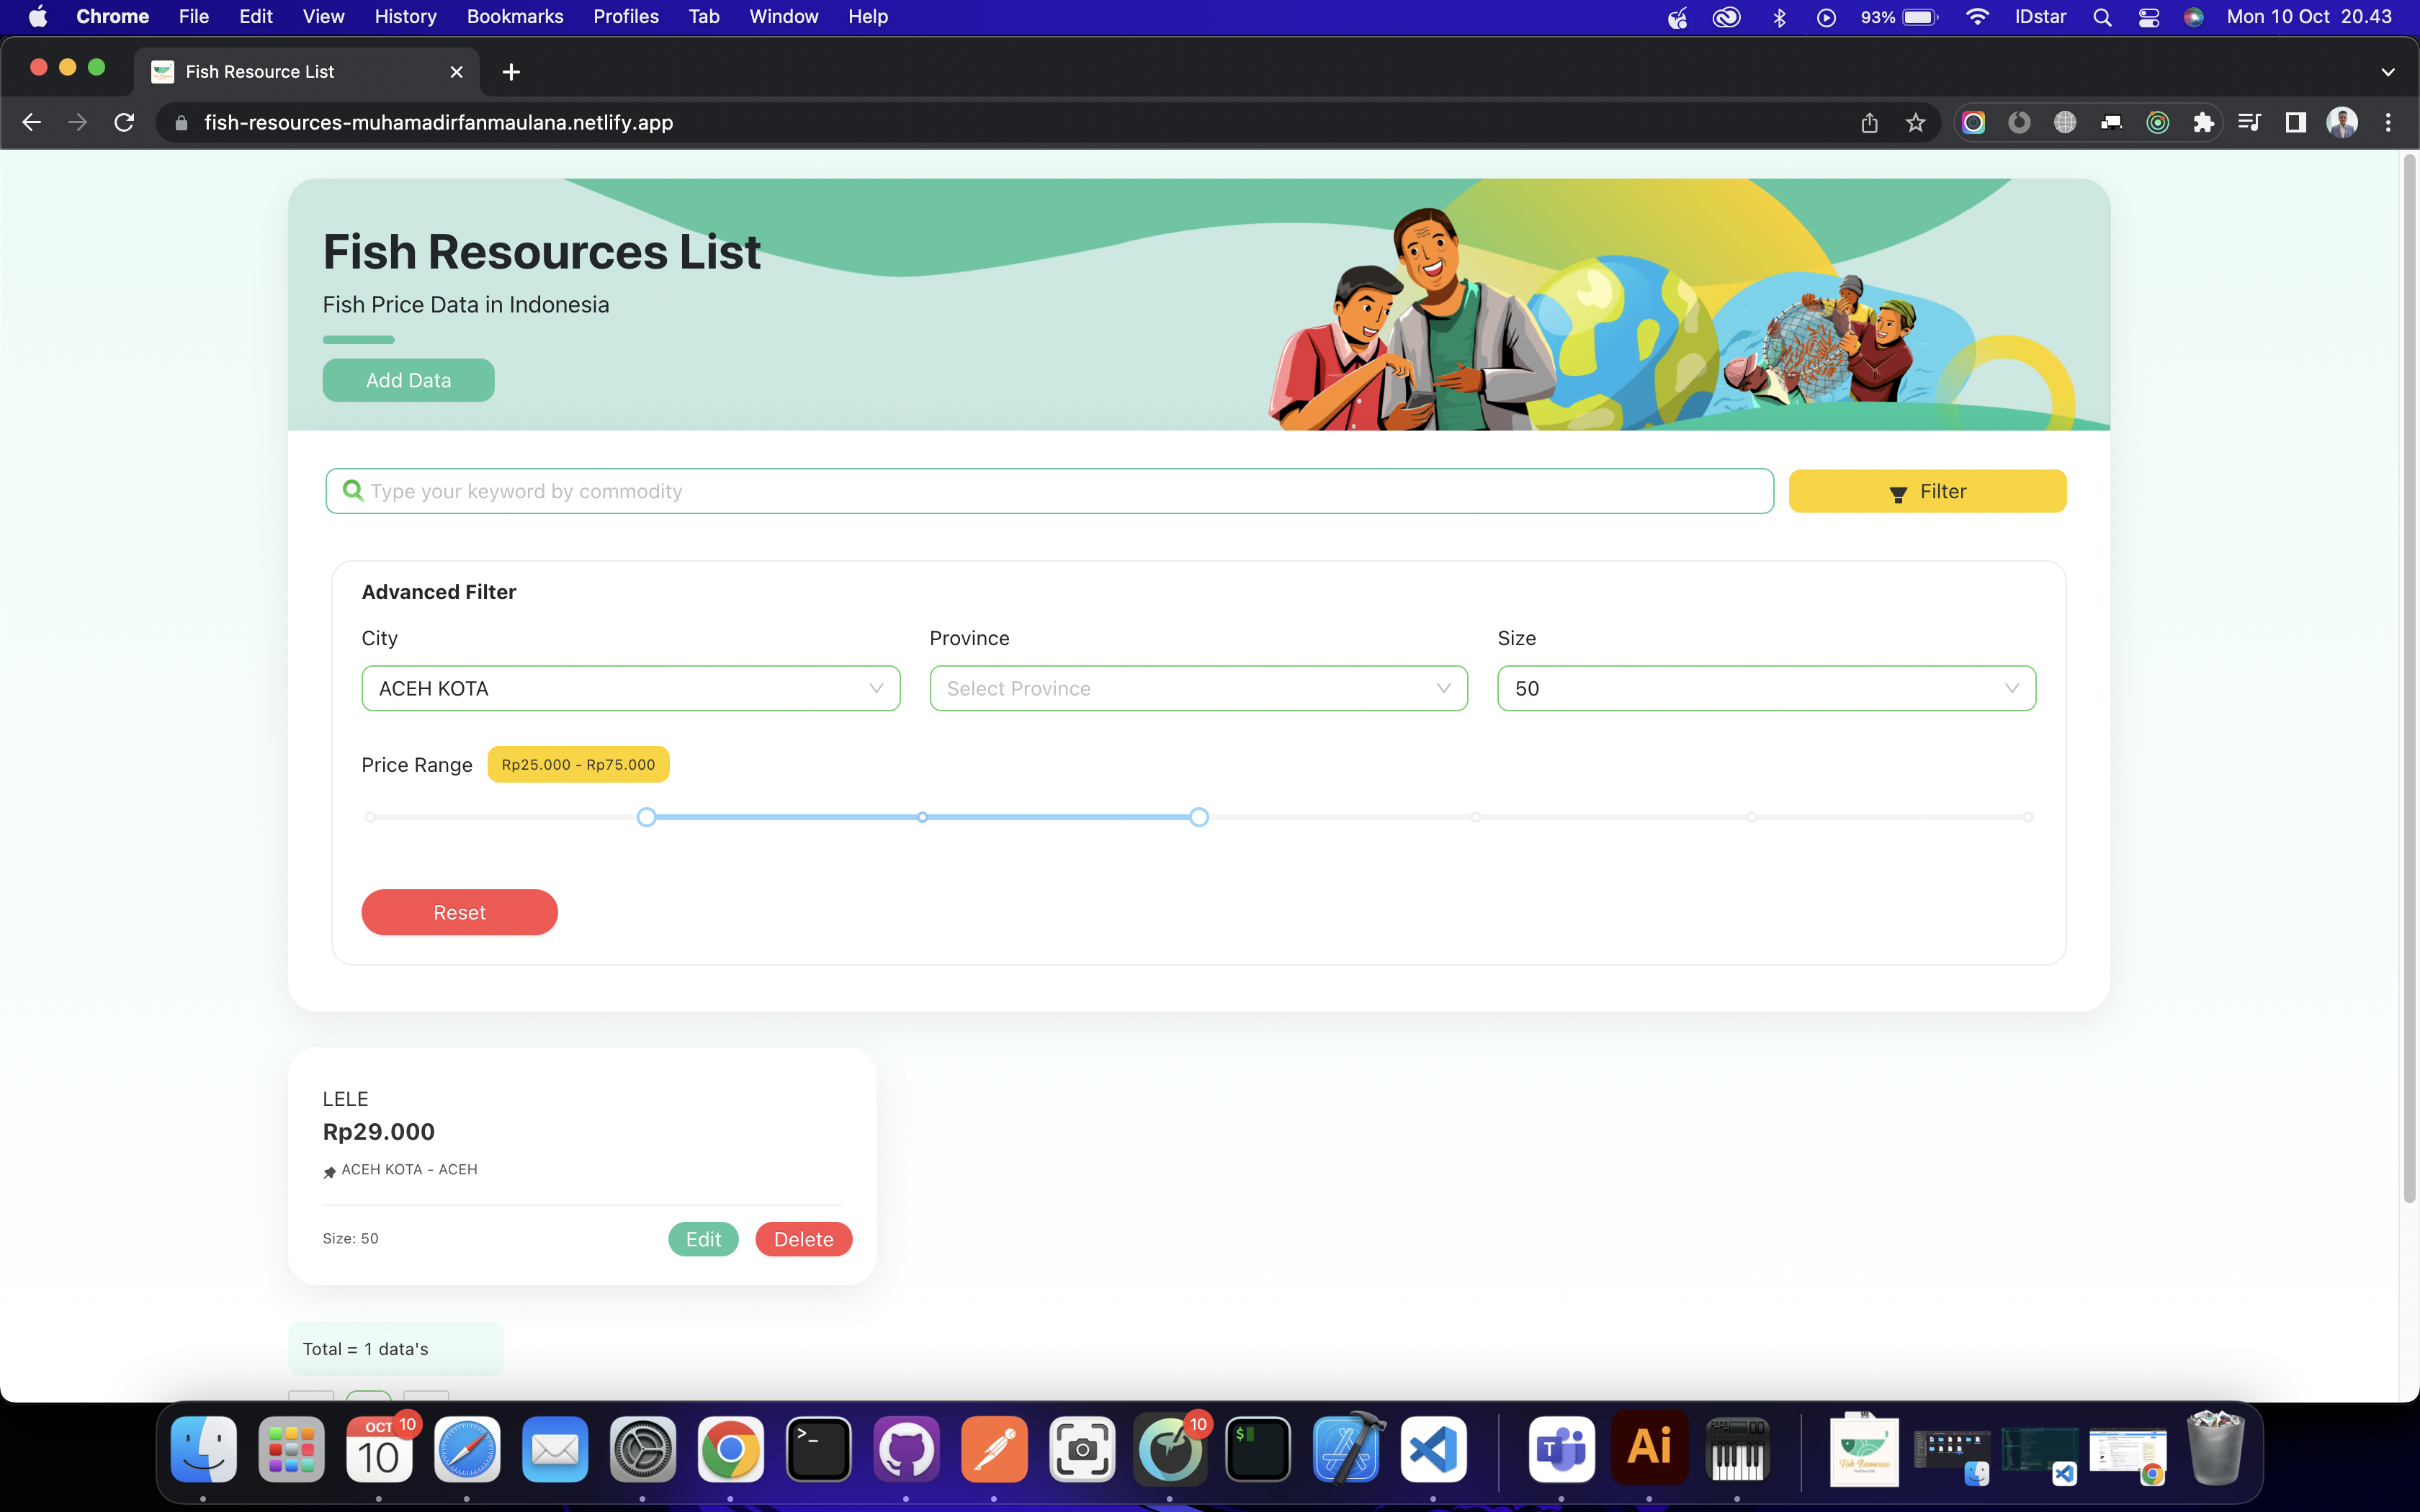 Chrome File Edit View History Bookmarks Profiles Tab Window Help 93% IDstar Mon 10 Oct 20.43
Fish Resource List
fish-resources-muhamadirfanmaulana.netlify.app
Fish Resources List
Fish Price Data in Indonesia
Add Data
Type your keyword by commodity
Filter
Advanced Filter
City Province Size
ACEH KOTA Select Province 50
Price Range Rp25.000 - Rp75.000
Reset
LELE
Rp29.000
ACEH KOTA - ACEH
Size: 50 Edit Delete
Total = 1 data's
OCT 10 10
10
>_
$
T
Ai
Fish Resources